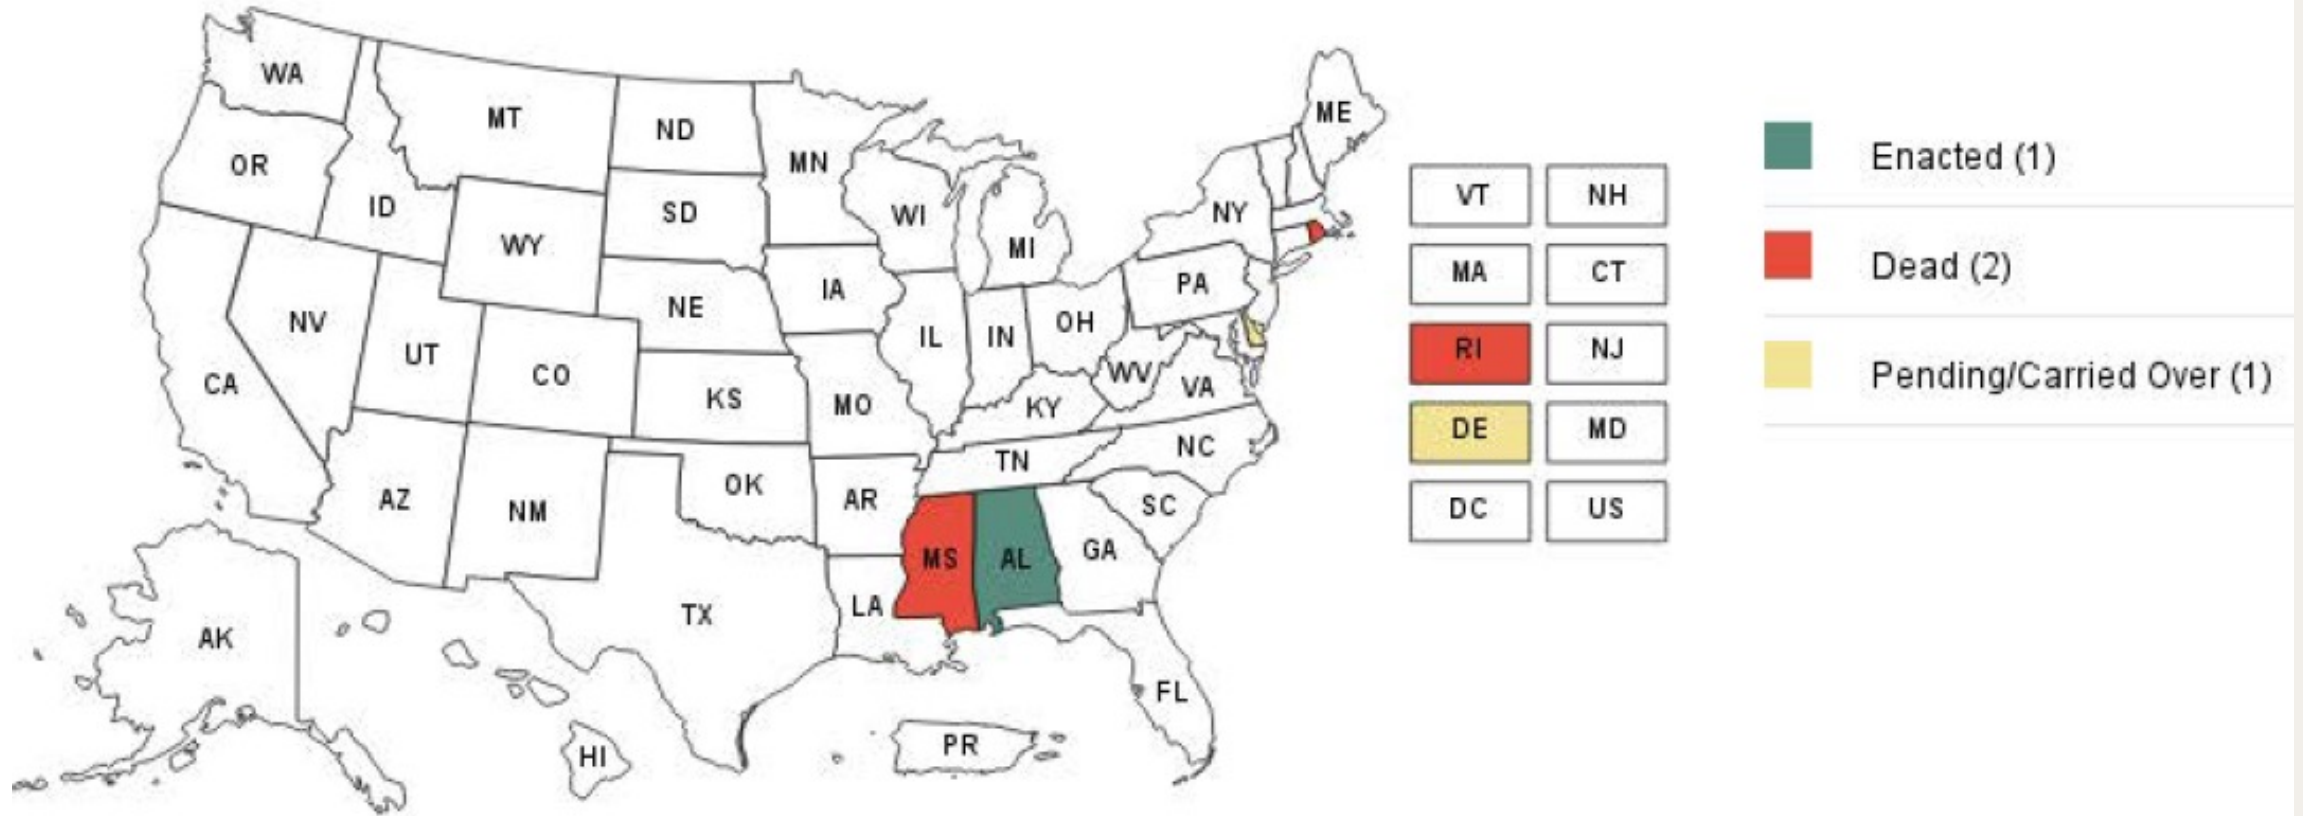 WA
MT
ND
MN
ME
OR
ID
SD
WI
NY
WY
MI
IA
PA
NE
NV
IL
IN
OH
UT
CO
WV
CA
KS
MO
VA
KY
NC
TN
AZ
OK
AR
NM
SC
MS
AL
GA
LA
TX
AK
FL
HI
PR
VT NH
MA CT
RI NJ
DE MD
DC US
Enacted (1)
Dead (2)
Pending/Carried Over (1)